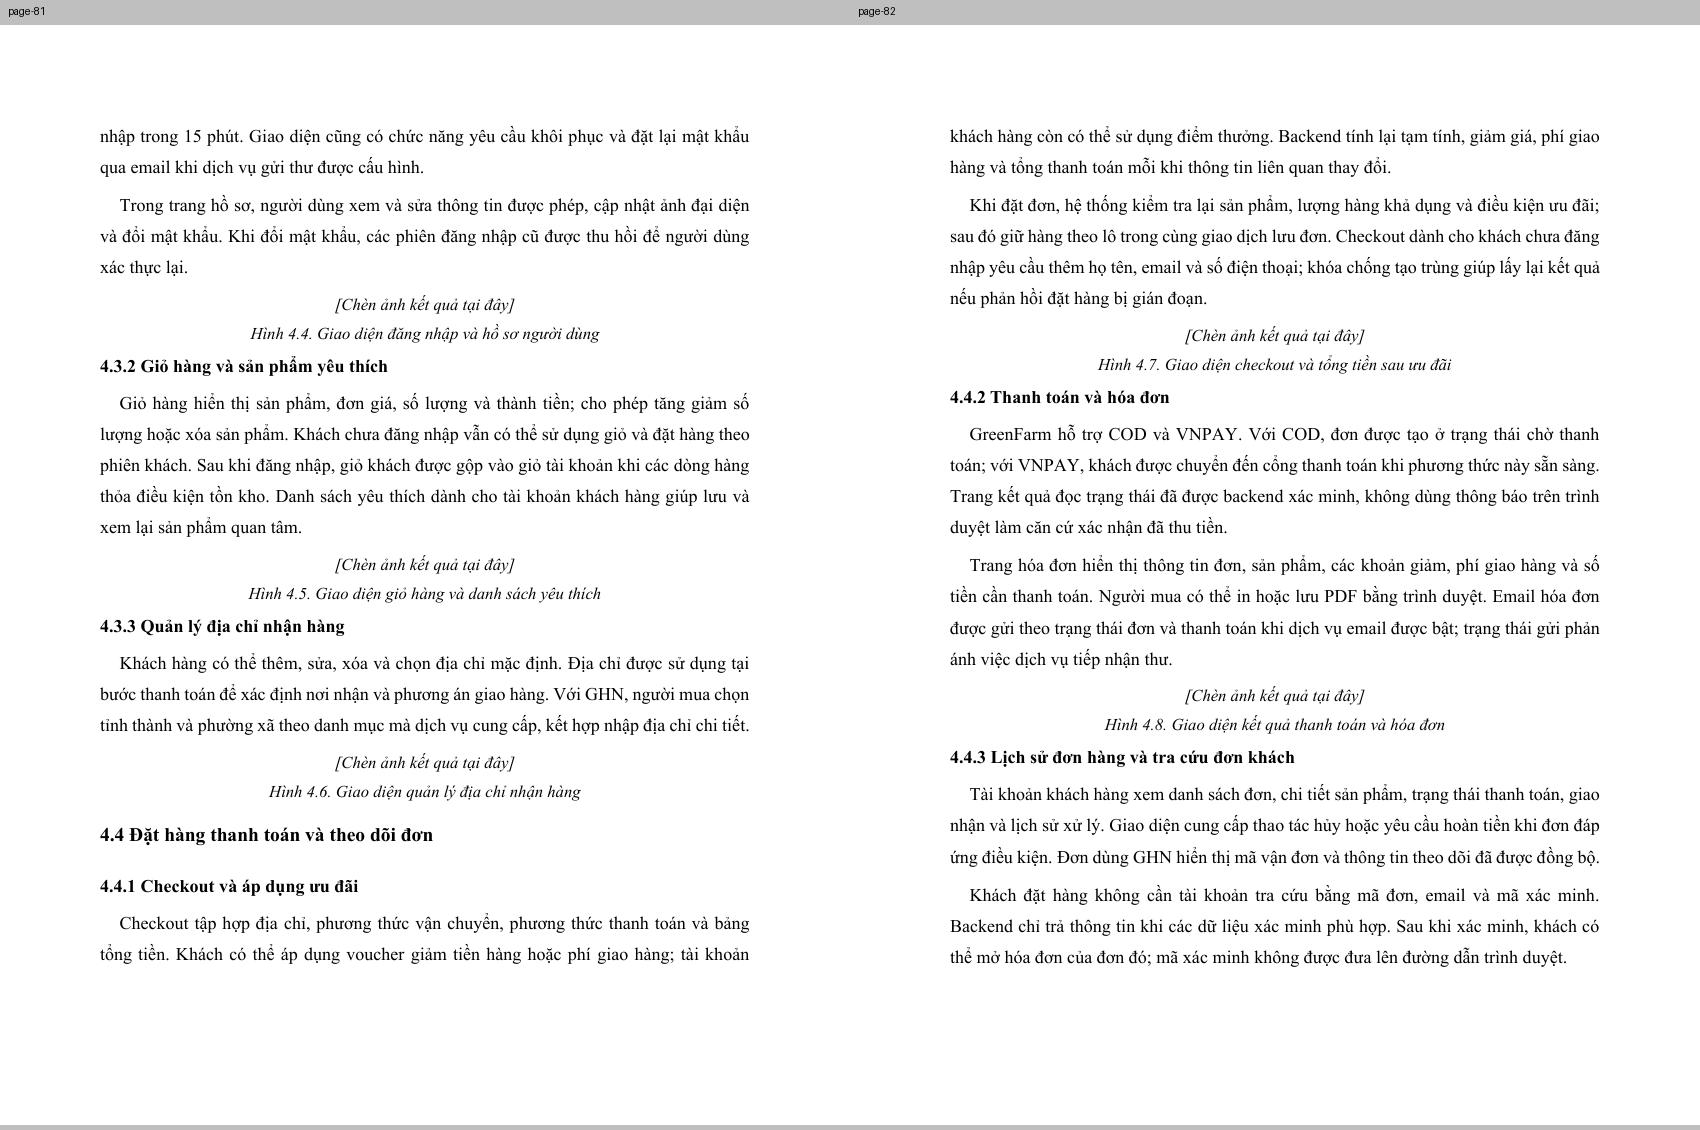 page-81
nhập trong 15 phút. Giao diện cũng có chức năng yêu cầu khôi phục và đặt lại mật khẩu
qua email khi dịch vụ gửi thư được cấu hình.
Trong trang hồ sơ, người dùng xem và sửa thông tin được phép, cập nhật ảnh đại diện
và đổi mật khẩu. Khi đổi mật khẩu, các phiên đăng nhập cũ được thu hồi để người dùng
xác thực lại.
[Chèn ảnh kết quả tại đây]
Hình 4.4. Giao diện đăng nhập và hồ sơ người dùng
4.3.2 Giỏ hàng và sản phẩm yêu thích
Giỏ hàng hiển thị sản phẩm, đơn giá, số lượng và thành tiền; cho phép tăng giảm số
lượng hoặc xóa sản phẩm. Khách chưa đăng nhập vẫn có thể sử dụng giỏ và đặt hàng theo
phiên khách. Sau khi đăng nhập, giỏ khách được gộp vào giỏ tài khoản khi các dòng hàng
thỏa điều kiện tồn kho. Danh sách yêu thích dành cho tài khoản khách hàng giúp lưu và
xem lại sản phẩm quan tâm.
[Chèn ảnh kết quả tại đây]
Hình 4.5. Giao diện giỏ hàng và danh sách yêu thích
4.3.3 Quản lý địa chỉ nhận hàng
Khách hàng có thể thêm, sửa, xóa và chọn địa chỉ mặc định. Địa chỉ được sử dụng tại
bước thanh toán để xác định nơi nhận và phương án giao hàng. Với GHN, người mua chọn
tỉnh thành và phường xã theo danh mục mà dịch vụ cung cấp, kết hợp nhập địa chỉ chi tiết.
[Chèn ảnh kết quả tại đây]
Hình 4.6. Giao diện quản lý địa chỉ nhận hàng
4.4 Đặt hàng thanh toán và theo dõi đơn
4.4.1 Checkout và áp dụng ưu đãi
Checkout tập hợp địa chỉ, phương thức vận chuyển, phương thức thanh toán và bảng
tổng tiền. Khách có thể áp dụng voucher giảm tiền hàng hoặc phí giao hàng; tài khoản
page-82
khách hàng còn có thể sử dụng điểm thưởng. Backend tính lại tạm tính, giảm giá, phí giao
hàng và tổng thanh toán mỗi khi thông tin liên quan thay đổi.
Khi đặt đơn, hệ thống kiểm tra lại sản phẩm, lượng hàng khả dụng và điều kiện ưu đãi;
sau đó giữ hàng theo lô trong cùng giao dịch lưu đơn. Checkout dành cho khách chưa đăng
nhập yêu cầu thêm họ tên, email và số điện thoại; khóa chống tạo trùng giúp lấy lại kết quả
nếu phản hồi đặt hàng bị gián đoạn.
[Chèn ảnh kết quả tại đây]
Hình 4.7. Giao diện checkout và tổng tiền sau ưu đãi
4.4.2 Thanh toán và hóa đơn
GreenFarm hỗ trợ COD và VNPAY. Với COD, đơn được tạo ở trạng thái chờ thanh
toán; với VNPAY, khách được chuyển đến cổng thanh toán khi phương thức này sẵn sàng.
Trang kết quả đọc trạng thái đã được backend xác minh, không dùng thông báo trên trình
duyệt làm căn cứ xác nhận đã thu tiền.
Trang hóa đơn hiển thị thông tin đơn, sản phẩm, các khoản giảm, phí giao hàng và số
tiền cần thanh toán. Người mua có thể in hoặc lưu PDF bằng trình duyệt. Email hóa đơn
được gửi theo trạng thái đơn và thanh toán khi dịch vụ email được bật; trạng thái gửi phản
ánh việc dịch vụ tiếp nhận thư.
[Chèn ảnh kết quả tại đây]
Hình 4.8. Giao diện kết quả thanh toán và hóa đơn
4.4.3 Lịch sử đơn hàng và tra cứu đơn khách
Tài khoản khách hàng xem danh sách đơn, chi tiết sản phẩm, trạng thái thanh toán, giao
nhận và lịch sử xử lý. Giao diện cung cấp thao tác hủy hoặc yêu cầu hoàn tiền khi đơn đáp
ứng điều kiện. Đơn dùng GHN hiển thị mã vận đơn và thông tin theo dõi đã được đồng bộ.
Khách đặt hàng không cần tài khoản tra cứu bằng mã đơn, email và mã xác minh.
Backend chỉ trả thông tin khi các dữ liệu xác minh phù hợp. Sau khi xác minh, khách có
thể mở hóa đơn của đơn đó; mã xác minh không được đưa lên đường dẫn trình duyệt.